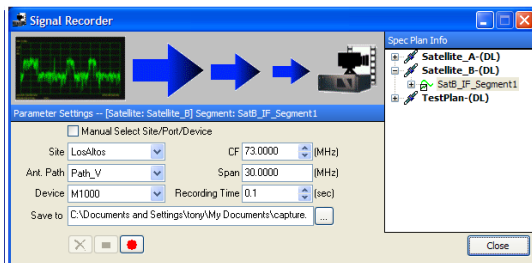 Signal Recorder
Spec Plan Info
Satellite_A-(DL)
Satellite_B-(DL)
SatB_IF_Segment1
TestPlan-(DL)
Parameter Settings -- [Satellite: Satellite_B] Segment: SatB_IF_Segment1
Manual Select Site/Port/Device
Site LosAltos CF 73.0000 (MHz)
Ant. Path Path_V Span 30.0000 (MHz)
Device M1000 Recording Time 0.1 (sec)
Save to C:\Documents and Settings\tony\My Documents\capture. ...
Close